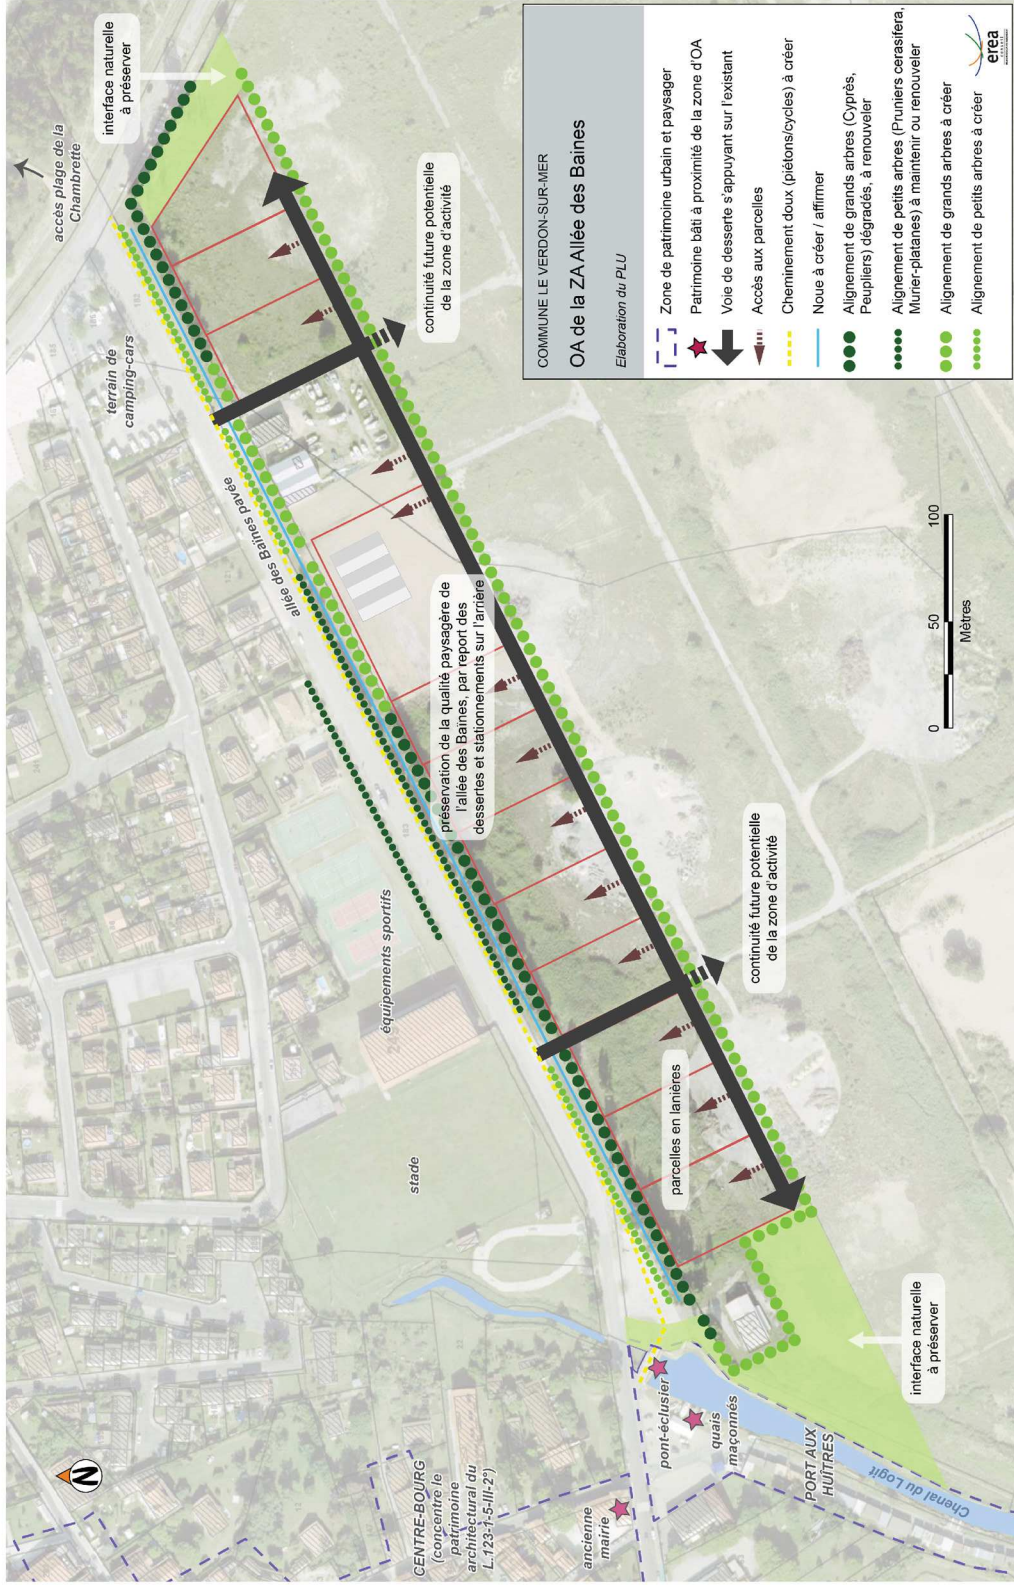 COMMUNE LE VERDON-SUR-MER
OA de la ZA Allée des Baines
Elaboration du PLU
Zone de patrimoine urbain et paysager
Patrimoine bâti à proximité de la zone d'OA
Voie de desserte s'appuyant sur l'existant
Accès aux parcelles
Cheminement doux (piétons/cycles) à créer
Noue à créer / affirmer
Alignement de grands arbres (Cyprès,
Peupliers) dégradés, à renouveler
Alignement de petits arbres (Pruniers cerasifera,
Murier-platanes) à maintenir ou renouveler
Alignement de grands arbres à créer
Alignement de petits arbres à créer
erea
N
CENTRE-BOURG
(concentre le
patrimoine
architectural du
L.123-1-5-III-2°)
ancienne
mairie
pont-éclusier
quais
maçonnés
PORT AUX
HUÎTRES
Chenal du Logit
stade
équipements sportifs
allée des Baines pavée
terrain de
camping-cars
accès plage de la
Chambrette
interface naturelle
à préserver
continuité future potentielle
de la zone d'activité
préservation de la qualité paysagère de
l'allée des Baines, par report des
dessertes et stationnements sur l'arrière
parcelles en lanières
continuité future potentielle
de la zone d'activité
interface naturelle
à préserver
0 50 100
Mètres